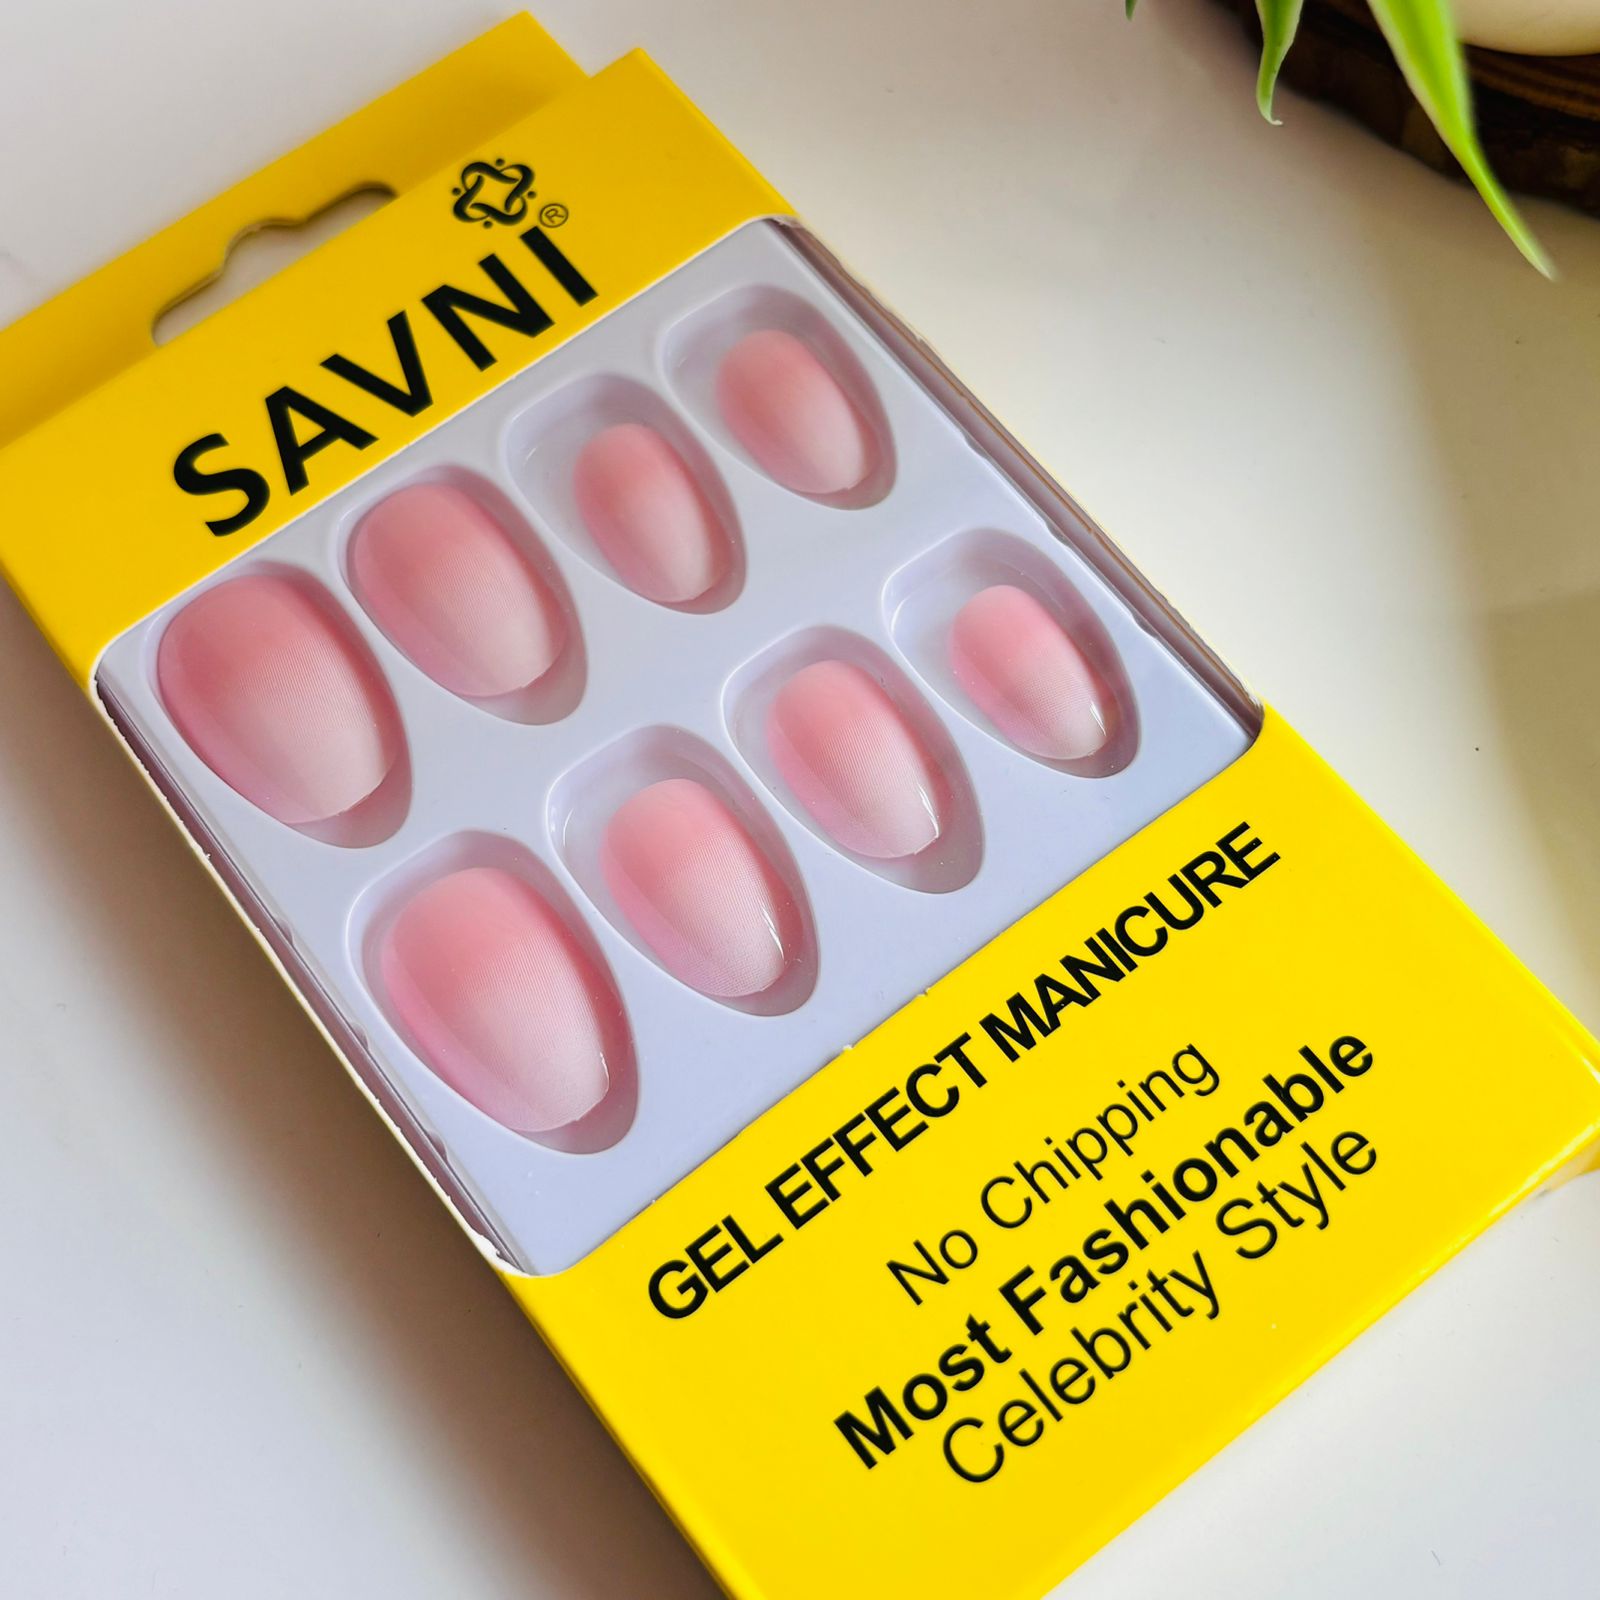 SAVNI®
GEL EFFECT MANICURE
No Chipping
Most Fashionable
Celebrity Style